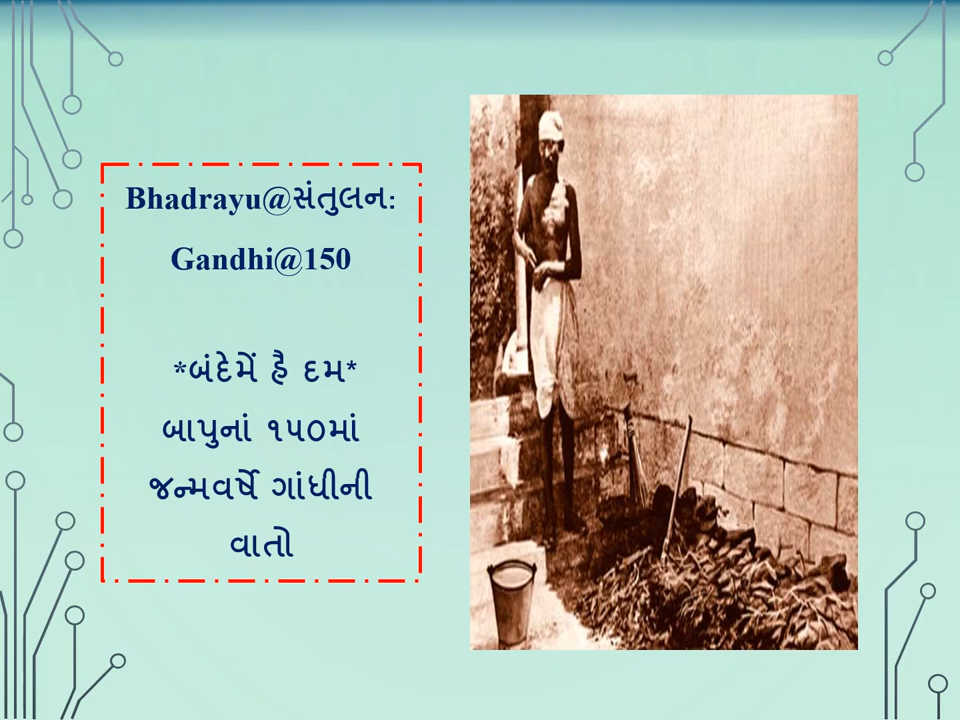 Bhadrayu@સંતુલન:
Gandhi@150
*બંદેમેં હૈ દમ*
બાપુનાં ૧૫૦માં
જન્મવર્ષે ગાંધીની
વાતો